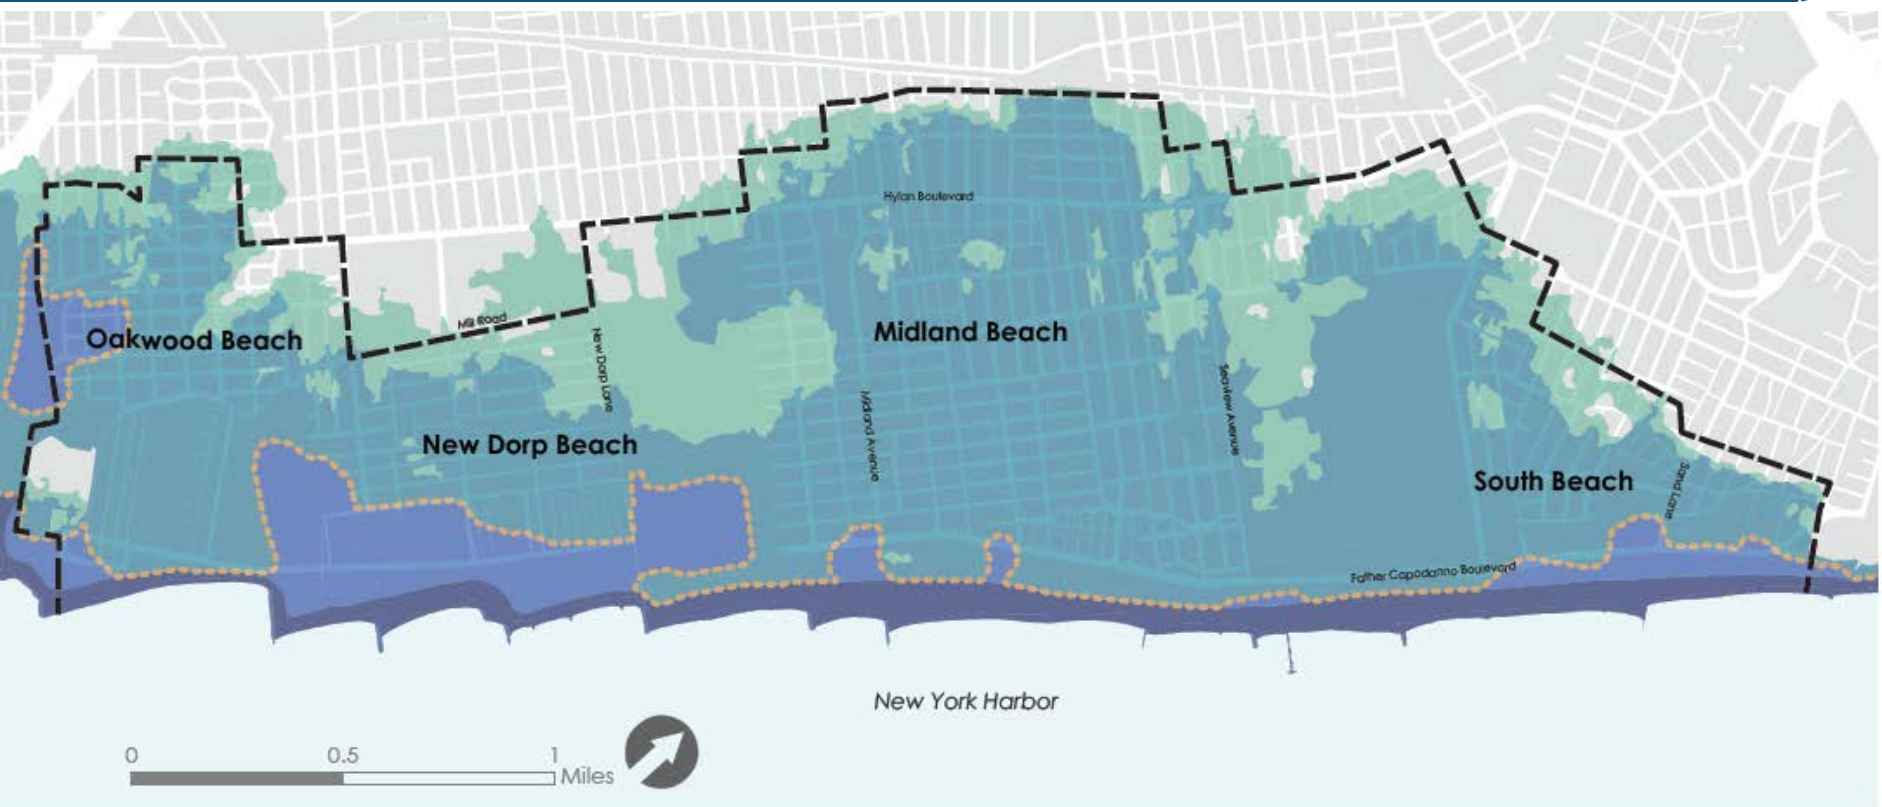 Hylan Boulevard
Mill Road
Oakwood Beach
New Dorp Lane
Midland Beach
Midland Avenue
Seaview Avenue
New Dorp Beach
South Beach
Sand Lane
Father Capodanno Boulevard
New York Harbor
0 0.5 1
Miles